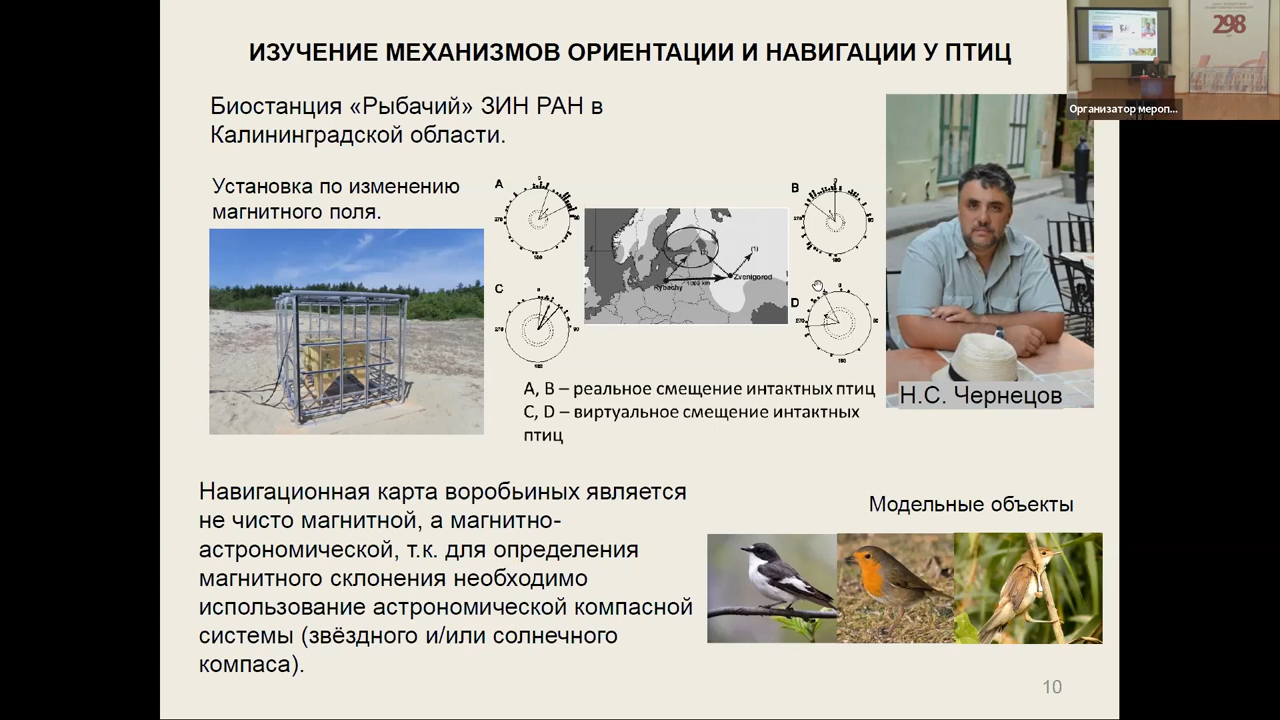 ИЗУЧЕНИЕ МЕХАНИЗМОВ ОРИЕНТАЦИИ И НАВИГАЦИИ У ПТИЦ
298
Организатор мероп...
Биостанция «Рыбачий» ЗИН РАН в
Калининградской области.
Установка по изменению
магнитного поля.
A
B
C
D
(1)
Rybachy
1000 km
Zvenigorod
A, B – реальное смещение интактных птиц
C, D – виртуальное смещение интактных
птиц
Н.С. Чернецов
Навигационная карта воробьиных является
не чисто магнитной, а магнитно-
астрономической, т.к. для определения
магнитного склонения необходимо
использование астрономической компасной
системы (звёздного и/или солнечного
компаса).
Модельные объекты
10